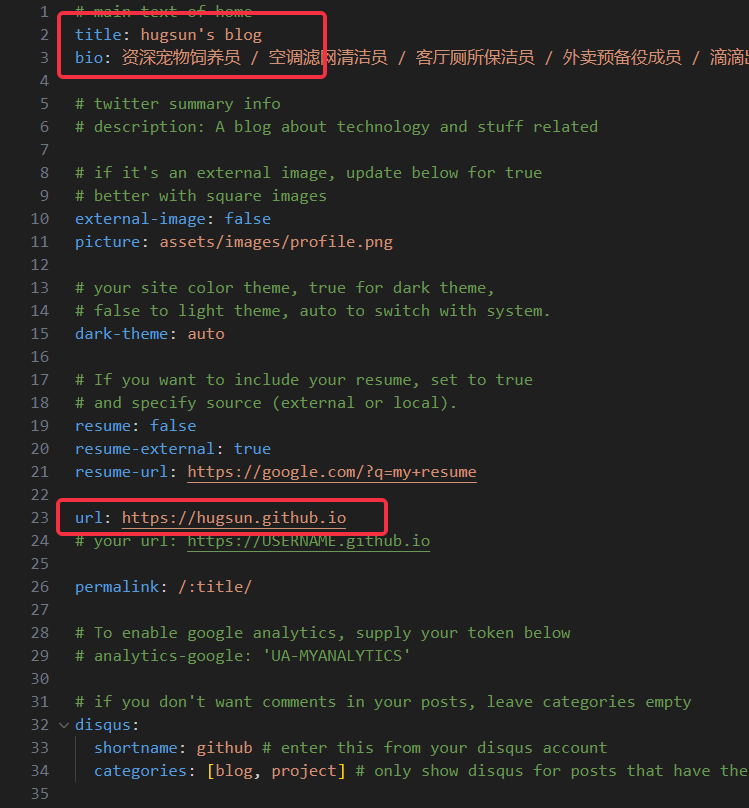 1 # main text of home
2 title: hugsun's blog
3 bio: 资深宠物饲养员 / 空调滤网清洁员 / 客厅厕所保洁员 / 外卖预备役成员 / 滴滴
4
5 # twitter summary info
6 # description: A blog about technology and stuff related
7
8 # if it's an external image, update below for true
9 # better with square images
10 external-image: false
11 picture: assets/images/profile.png
12
13 # your site color theme, true for dark theme,
14 # false to light theme, auto to switch with system.
15 dark-theme: auto
16
17 # If you want to include your resume, set to true
18 # and specify source (external or local).
19 resume: false
20 resume-external: true
21 resume-url: https://google.com/?q=my+resume
22
23 url: https://hugsun.github.io
24 # your url: https://USERNAME.github.io
25
26 permalink: /:title/
27
28 # To enable google analytics, supply your token below
29 # analytics-google: 'UA-MYANALYTICS'
30
31 # if you don't want comments in your posts, leave categories empty
32 disqus:
33 shortname: github # enter this from your disqus account
34 categories: [blog, project] # only show disqus for posts that have the
35